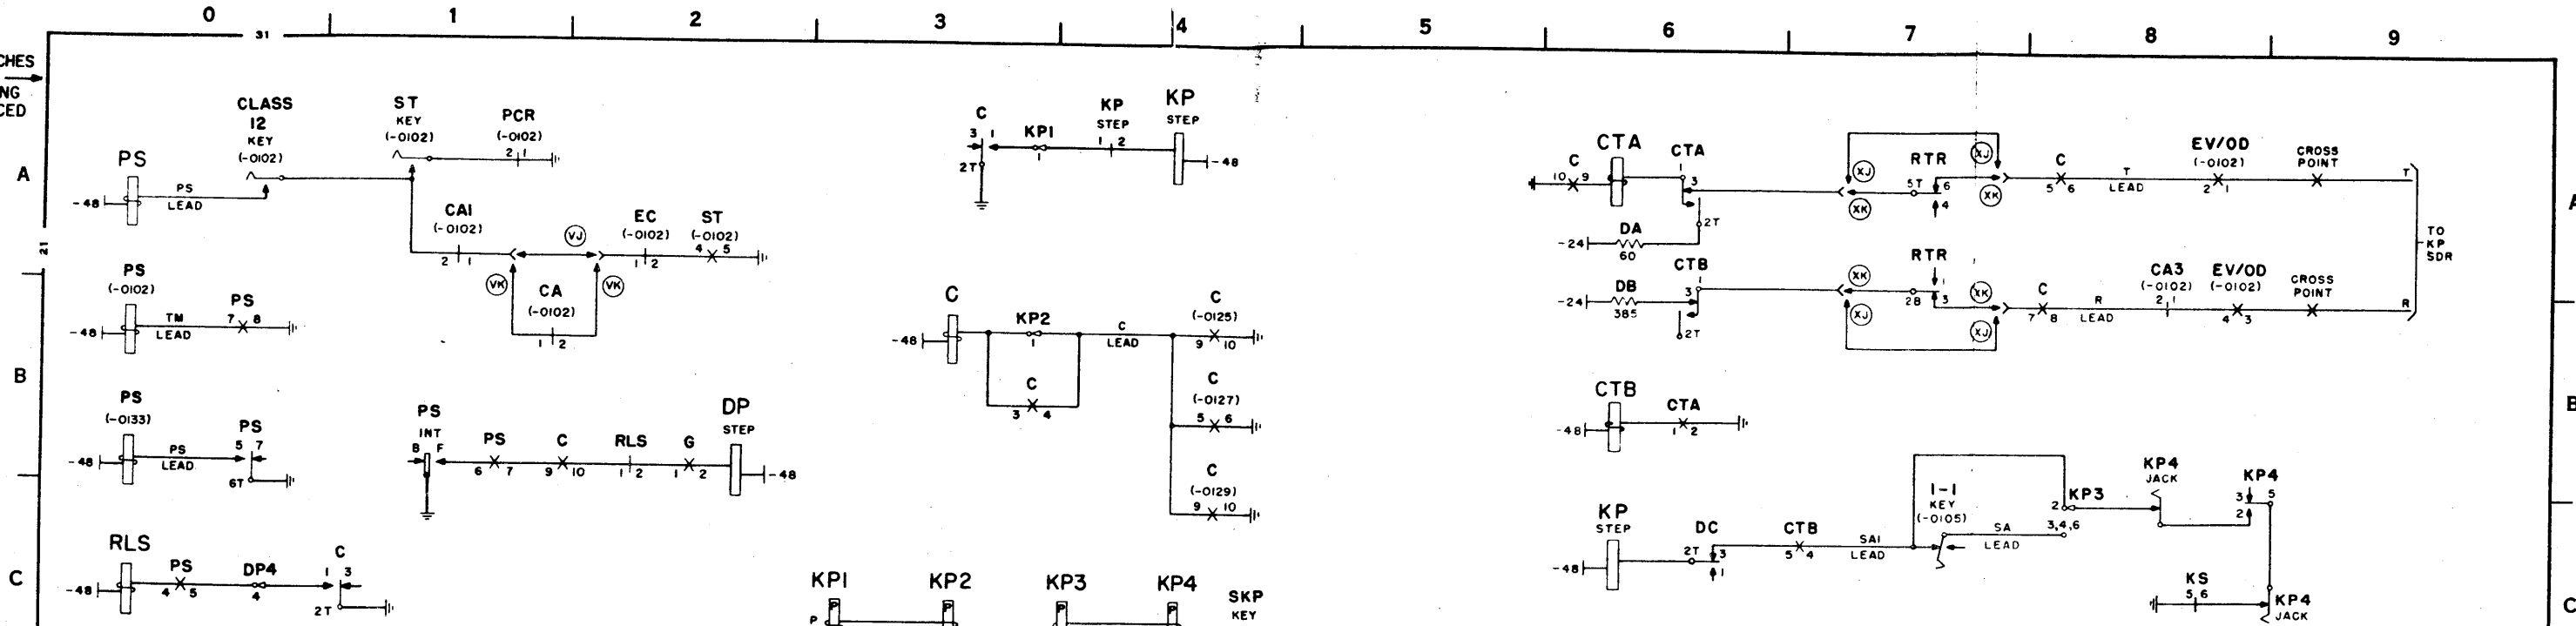 0 1 2 3 4 5 6 7 8 9
31
CHES
NG
CED
A
21
B
C
PS
-48
PS
LEAD
CLASS
12
KEY
(-0102)
ST
KEY
(-0102)
PCR
(-0102)
2 1
CA1
(-0102)
2 1
VJ
EC
(-0102)
1 2
ST
(-0102)
4 5
VK
CA
(-0102)
1 2
VK
PS
(-0102)
-48
TM
LEAD
PS
7 8
PS
(-0133)
-48
PS
LEAD
PS
5 7
6T
PS
INT
B F
PS
6 7
C
9 10
RLS
1 2
G
1 2
DP
STEP
-48
RLS
-48
PS
4 5
DP4
4
C
1 3
2T
C
3 1
2T
KP1
1
KP
STEP
1 2
KP
STEP
-48
C
-48
KP2
1
C
3 4
C
LEAD
C
(-0125)
9 10
C
(-0127)
5 6
C
(-0129)
9 10
KP1
P
P
KP2
P
KP3
P
KP4
P
SKP
KEY
C
10 9
CTA
CTA
1
3
2T
DA
-24
60
XJ
XK
RTR
5T
6
4
XJ
XK
C
5 6
T
LEAD
EV/OD
(-0102)
2 1
CROSS
POINT
T
DB
-24
385
CTB
1
3
2T
XK
XJ
RTR
2B
1
3
XK
XJ
C
7 8
R
LEAD
CA3
(-0102)
2 1
EV/OD
(-0102)
4 3
CROSS
POINT
R
TO
KP
SDR
CTB
-48
CTA
1 2
KP
STEP
-48
DC
2T
3
1
CTB
5 4
SA1
LEAD
1-1
KEY
(-0105)
SA
LEAD
KP3
2
3,4,6
KP4
JACK
KP4
3
2
5
KS
5,6
KP4
JACK
A
B
C